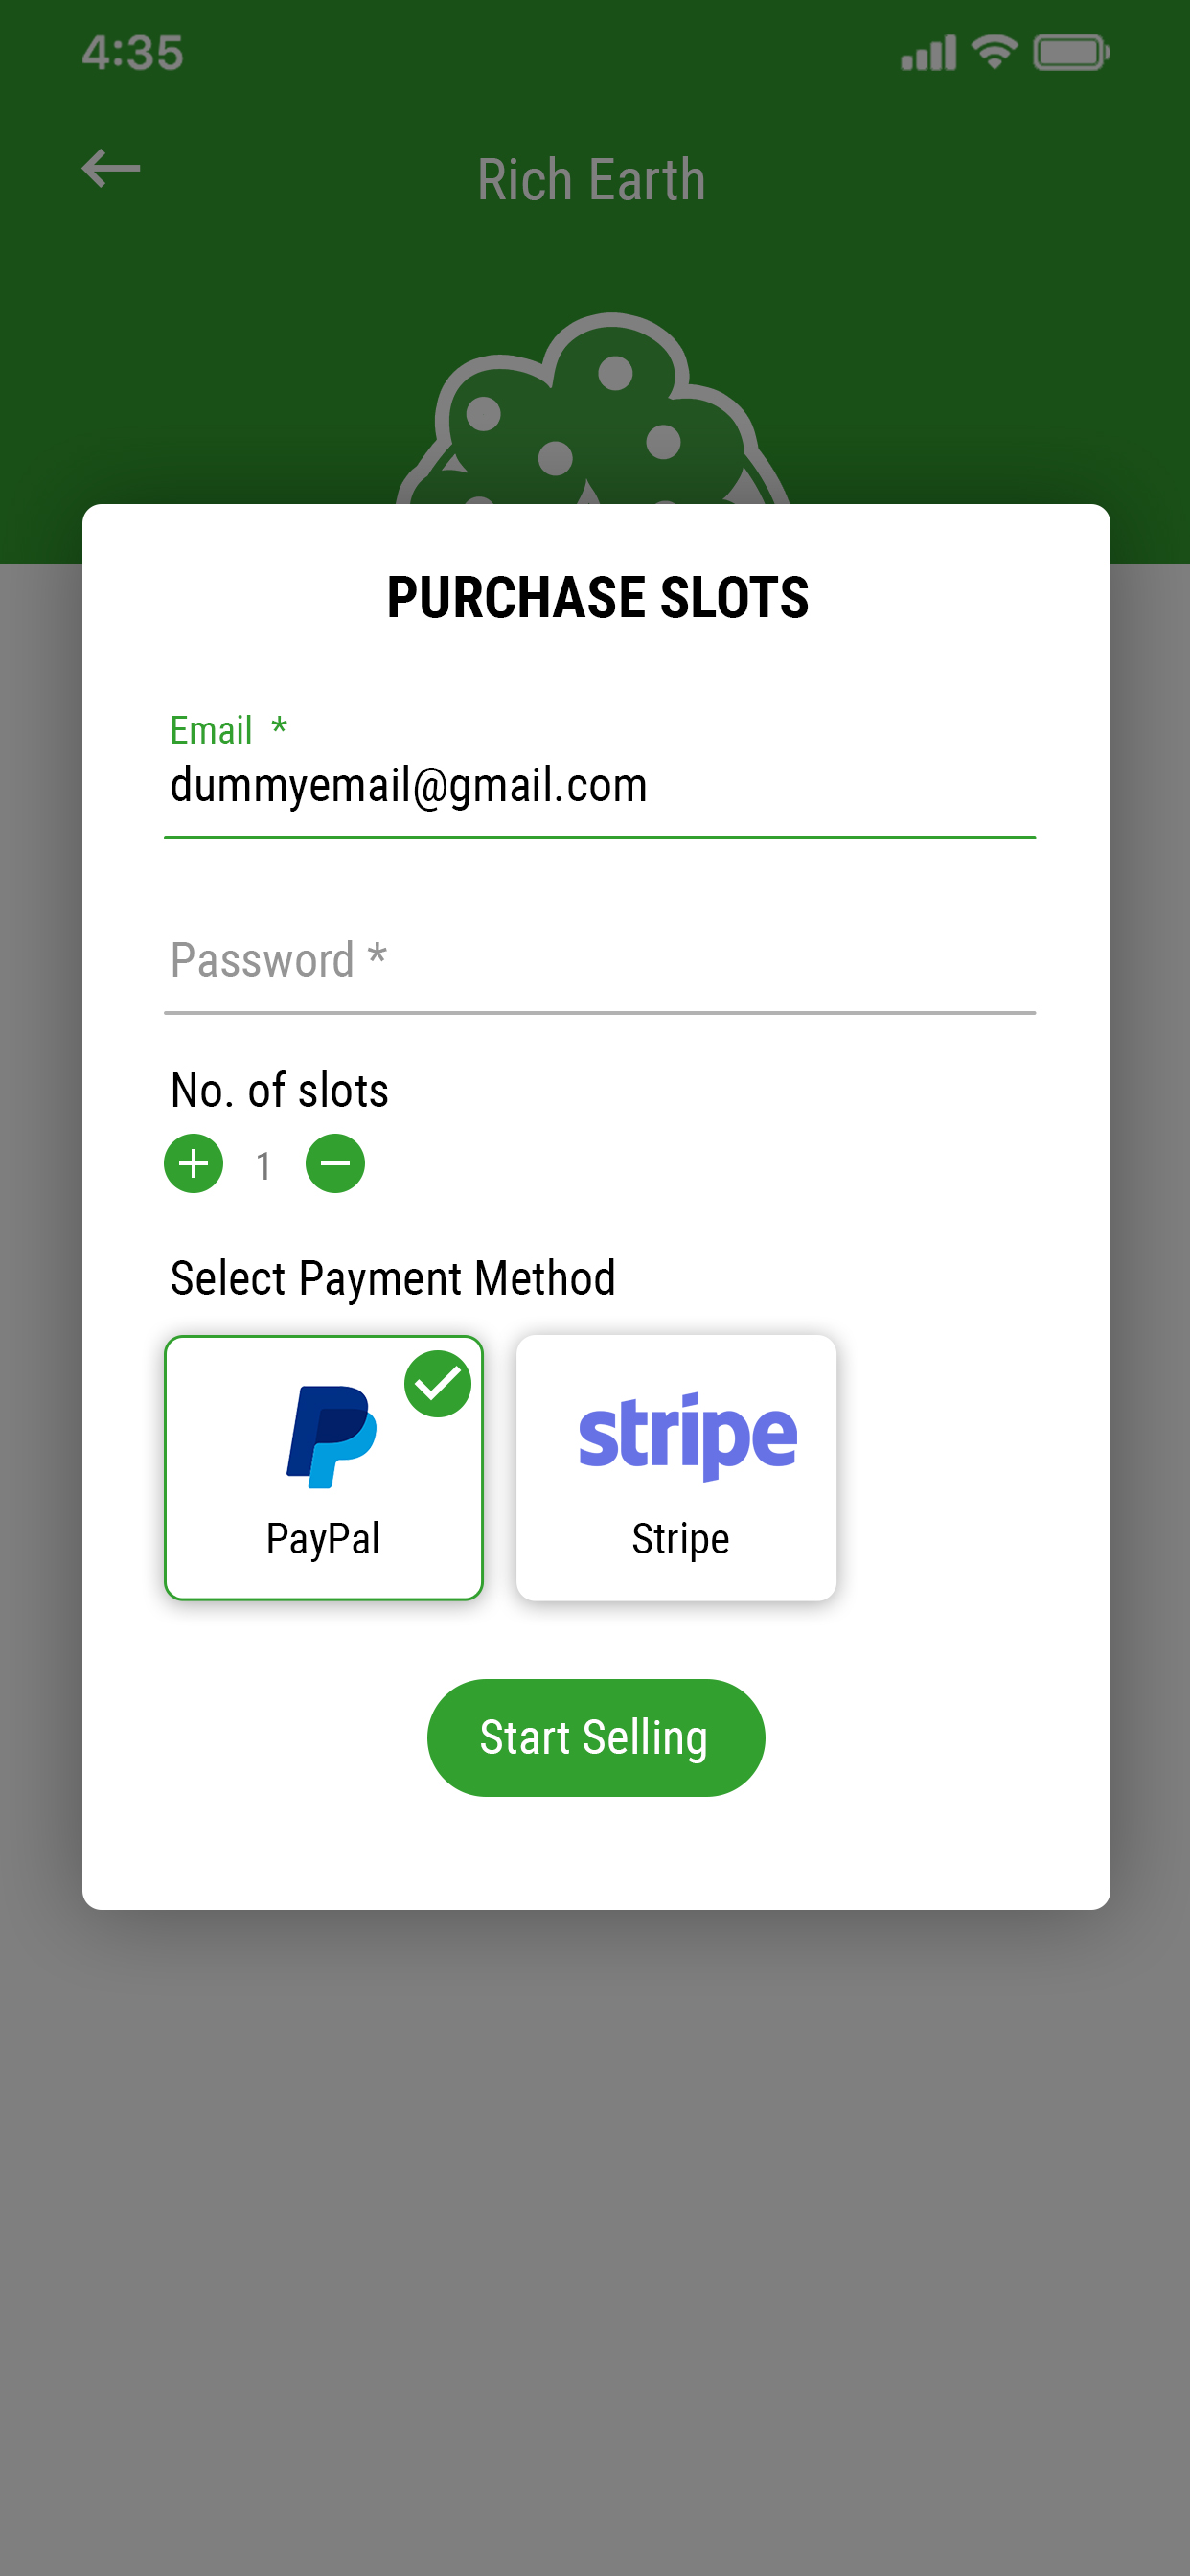 4:35
Rich Earth
PURCHASE SLOTS
Email *
dummyemail@gmail.com
Password *
No. of slots
1
Select Payment Method
stripe
PayPal
Stripe
Start Selling